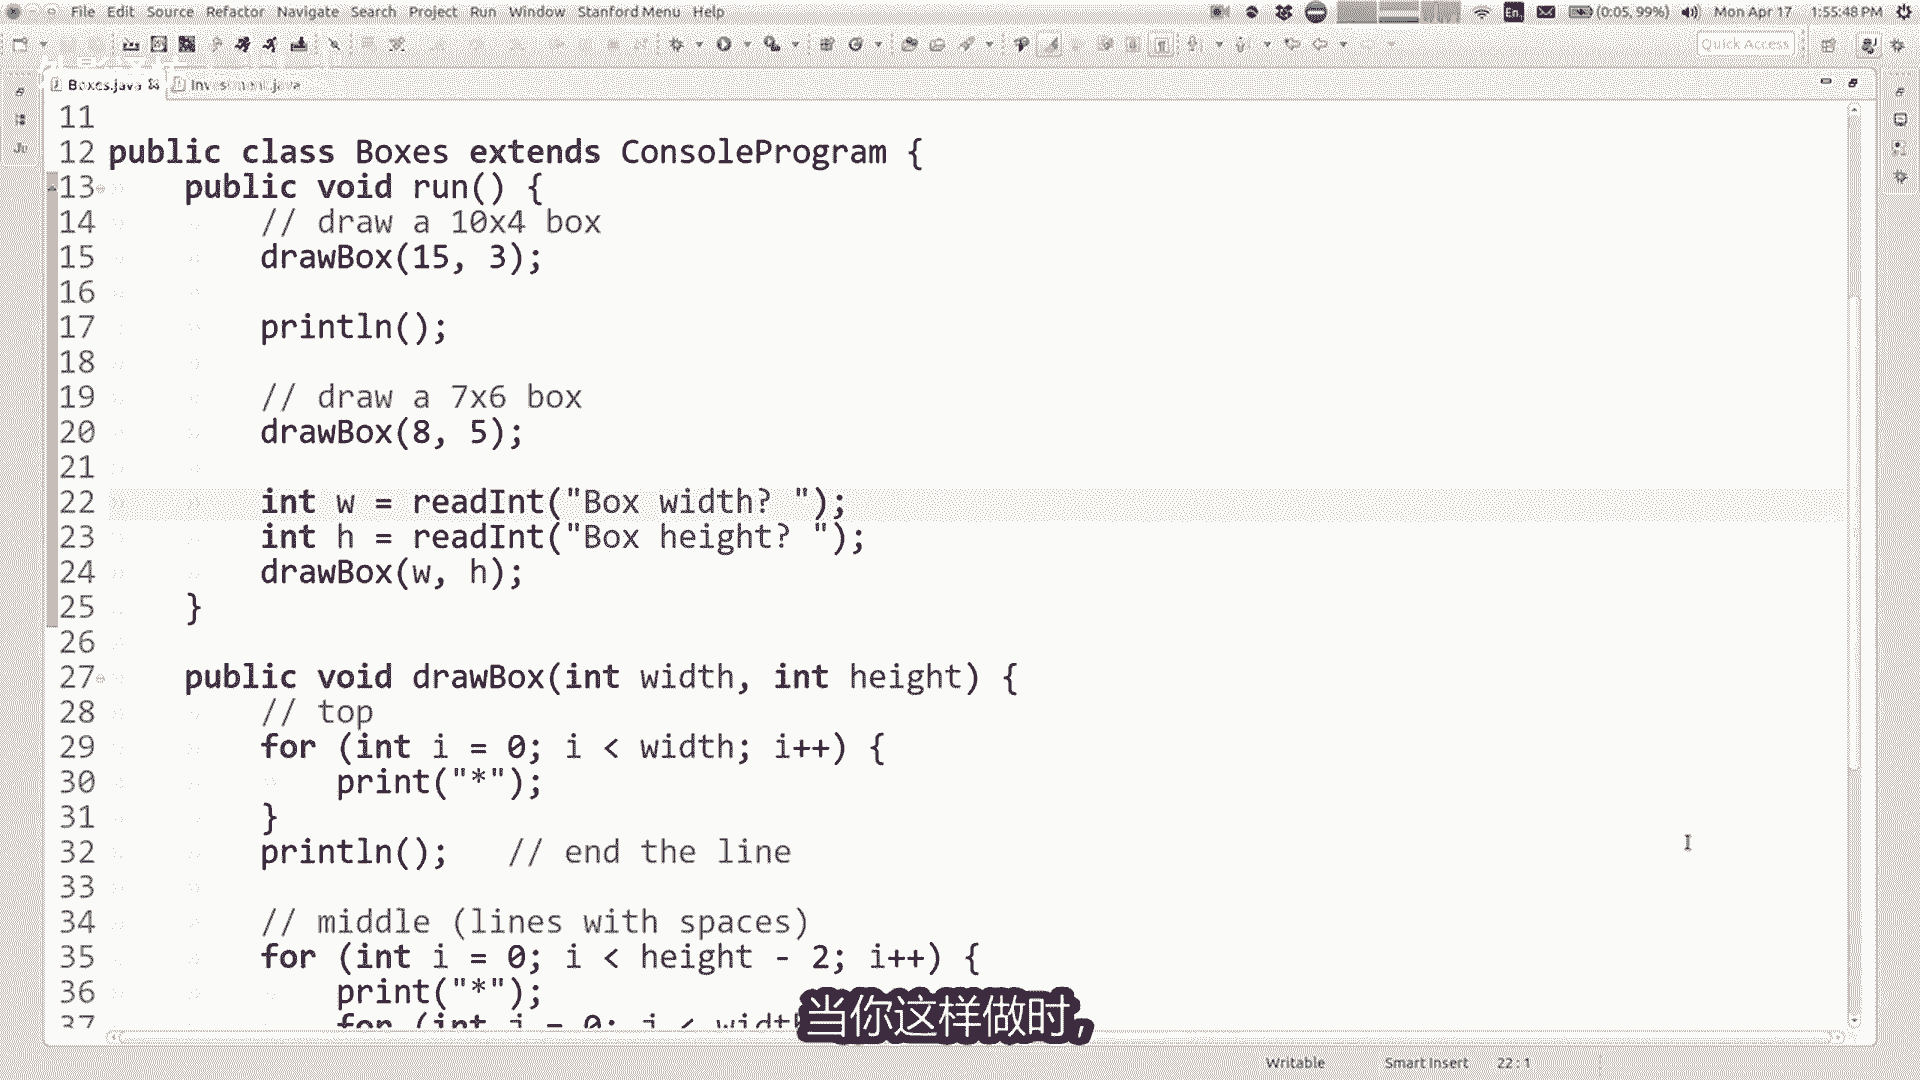 File Edit Source Refactor Navigate Search Project Run Window Stanford Menu Help En (0:05, 99%) Mon Apr 17 1:55:48 PM
Quick Access
Boxes.java Investment.java
11
12 public class Boxes extends ConsoleProgram {
13 public void run() {
14 // draw a 10x4 box
15 drawBox(15, 3);
16
17 println();
18
19 // draw a 7x6 box
20 drawBox(8, 5);
21
22 int w = readInt("Box width? ");
23 int h = readInt("Box height? ");
24 drawBox(w, h);
25 }
26
27 public void drawBox(int width, int height) {
28 // top
29 for (int i = 0; i < width; i++) {
30 print("*");
31 }
32 println(); // end the line
33
34 // middle (lines with spaces)
35 for (int i = 0; i < height - 2; i++) {
36 print("*");
37 for (int j = 0; j < width
当你这样做时,
Writable Smart Insert 22 : 1